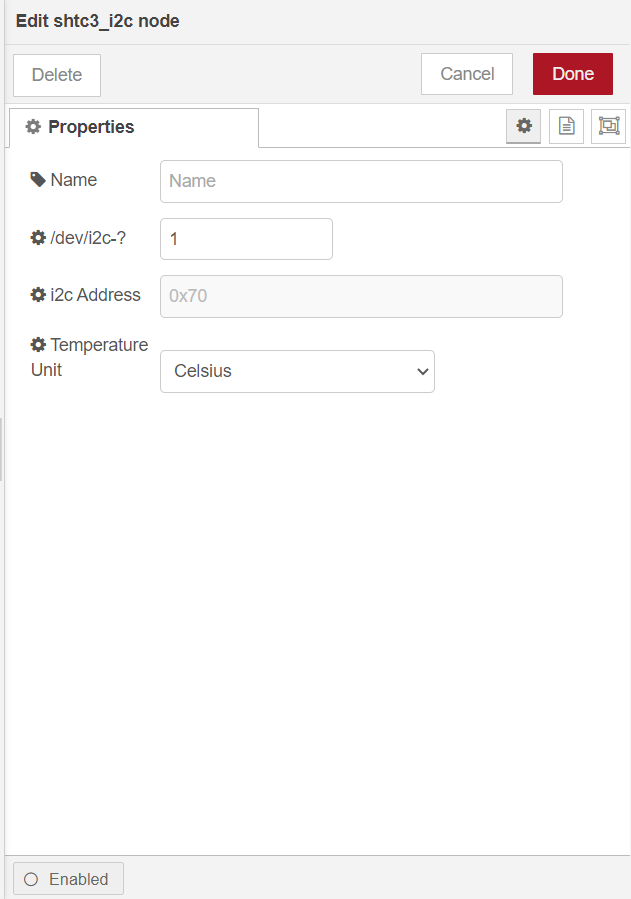 Edit shtc3_i2c node
Delete
Cancel
Done
Properties
Name
Name
/dev/i2c-?
1
i2c Address
0x70
Temperature
Unit
Celsius
Enabled